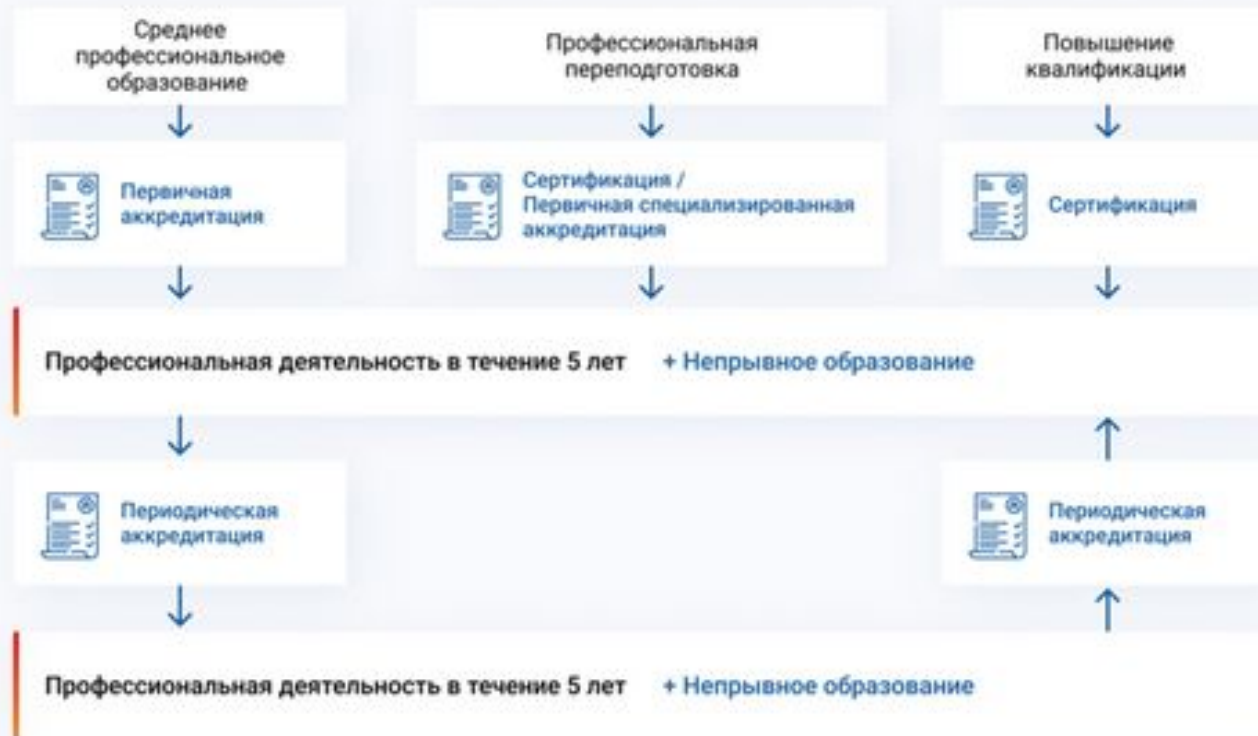 Среднее
профессиональное
образование
Профессиональная
переподготовка
Повышение
квалификации
Первичная
аккредитация
Сертификация /
Первичная специализированная
аккредитация
Сертификация
Профессиональная деятельность в течение 5 лет + Непрывное образование
Периодическая
аккредитация
Периодическая
аккредитация
Профессиональная деятельность в течение 5 лет + Непрывное образование